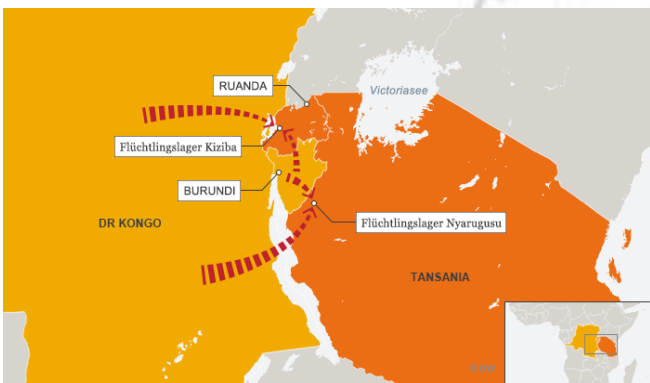 RUANDA
Victoriasee
Flüchtlingslager Kiziba
BURUNDI
Flüchtlingslager Nyarugusu
DR KONGO
TANSANIA